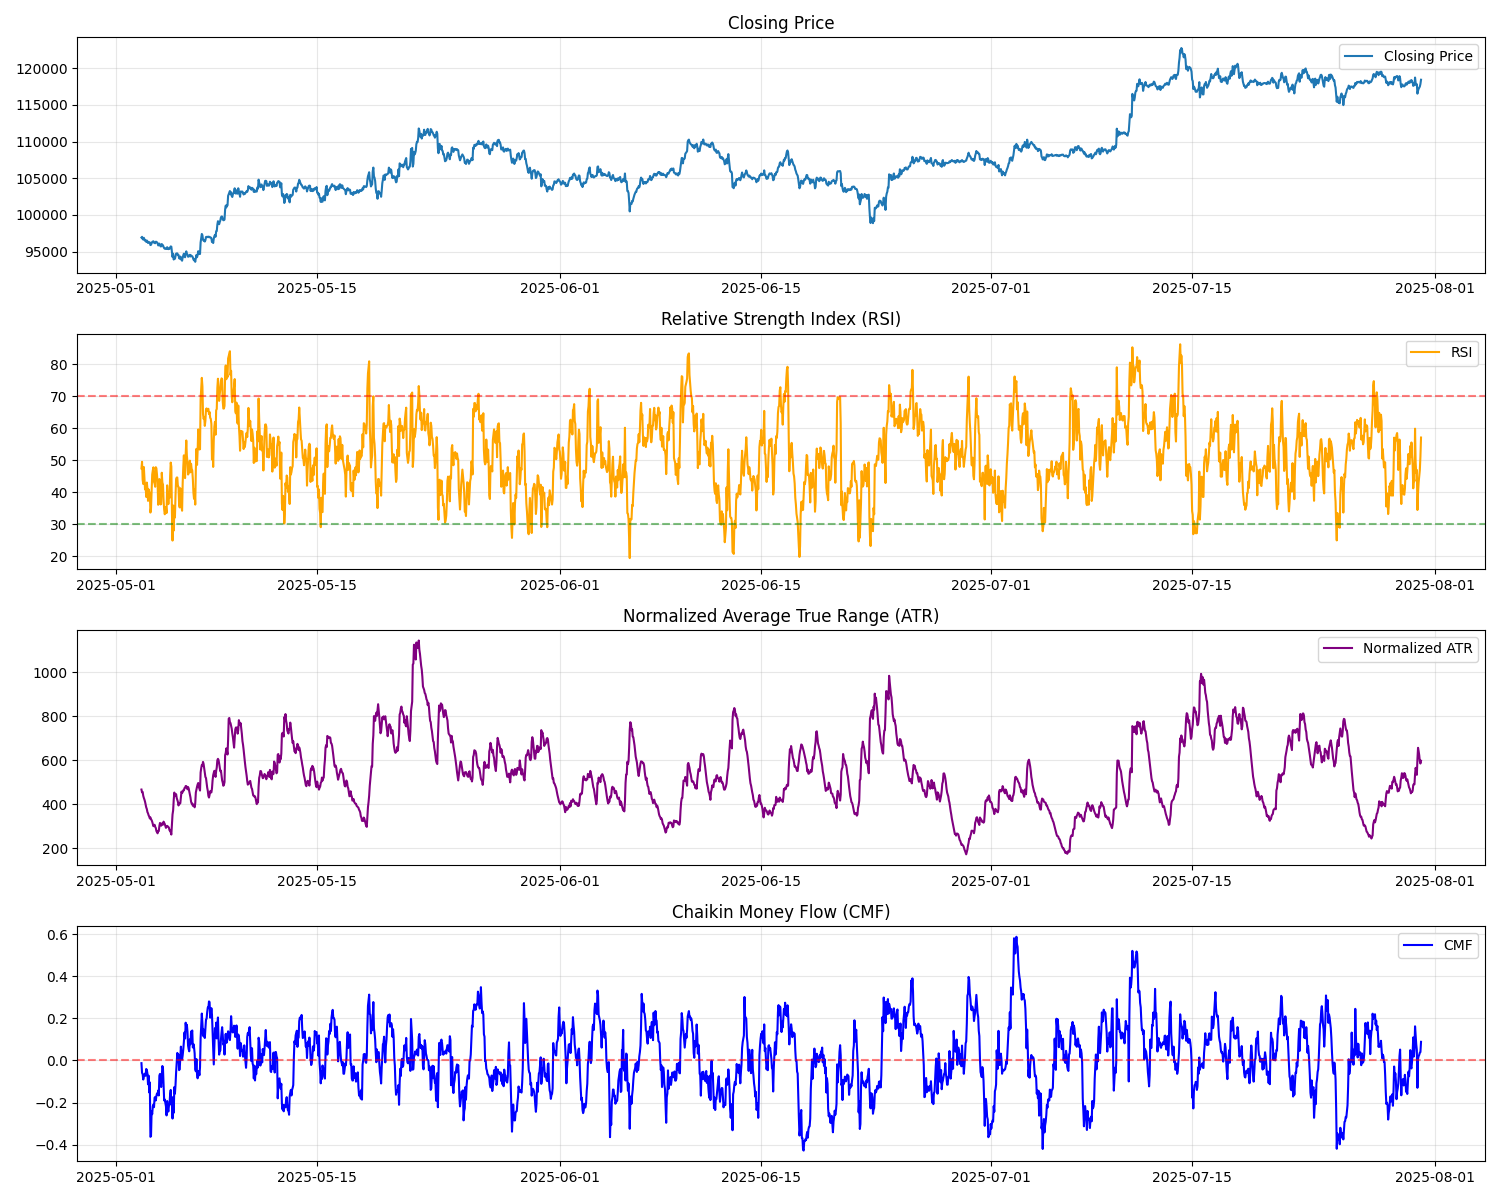 Closing Price
Closing Price
120000
115000
110000
105000
100000
95000
2025-05-01 2025-05-15 2025-06-01 2025-06-15 2025-07-01 2025-07-15 2025-08-01
Relative Strength Index (RSI)
RSI
80
70
60
50
40
30
20
2025-05-01 2025-05-15 2025-06-01 2025-06-15 2025-07-01 2025-07-15 2025-08-01
Normalized Average True Range (ATR)
Normalized ATR
1000
800
600
400
200
2025-05-01 2025-05-15 2025-06-01 2025-06-15 2025-07-01 2025-07-15 2025-08-01
Chaikin Money Flow (CMF)
CMF
0.6
0.4
0.2
0.0
−0.2
−0.4
2025-05-01 2025-05-15 2025-06-01 2025-06-15 2025-07-01 2025-07-15 2025-08-01